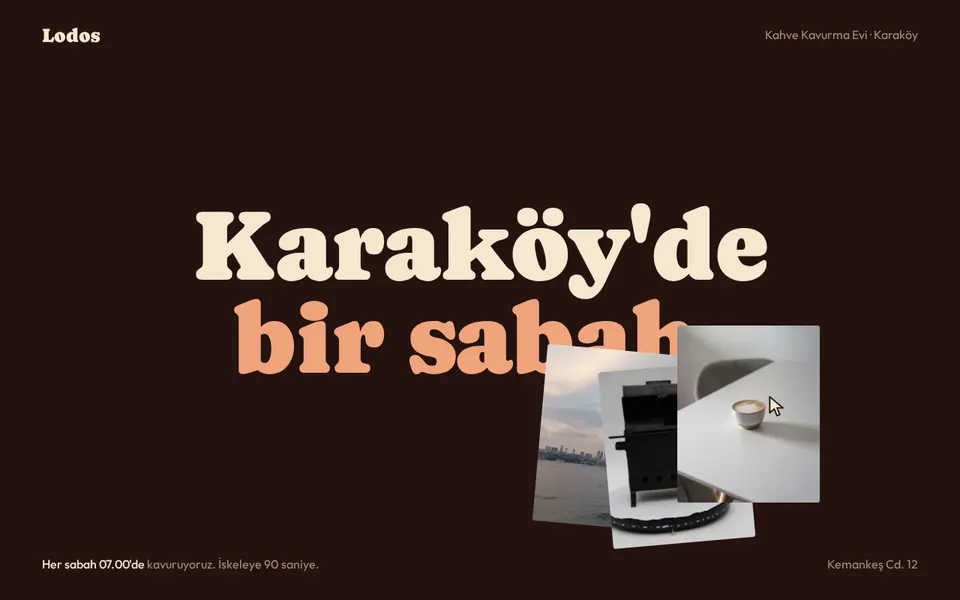 Lodos
Kahve Kavurma Evi · Karaköy
Karaköy'de
bir sabah
Her sabah 07.00'de kavuruyoruz. İskeleye 90 saniye.
Kemankeş Cd. 12